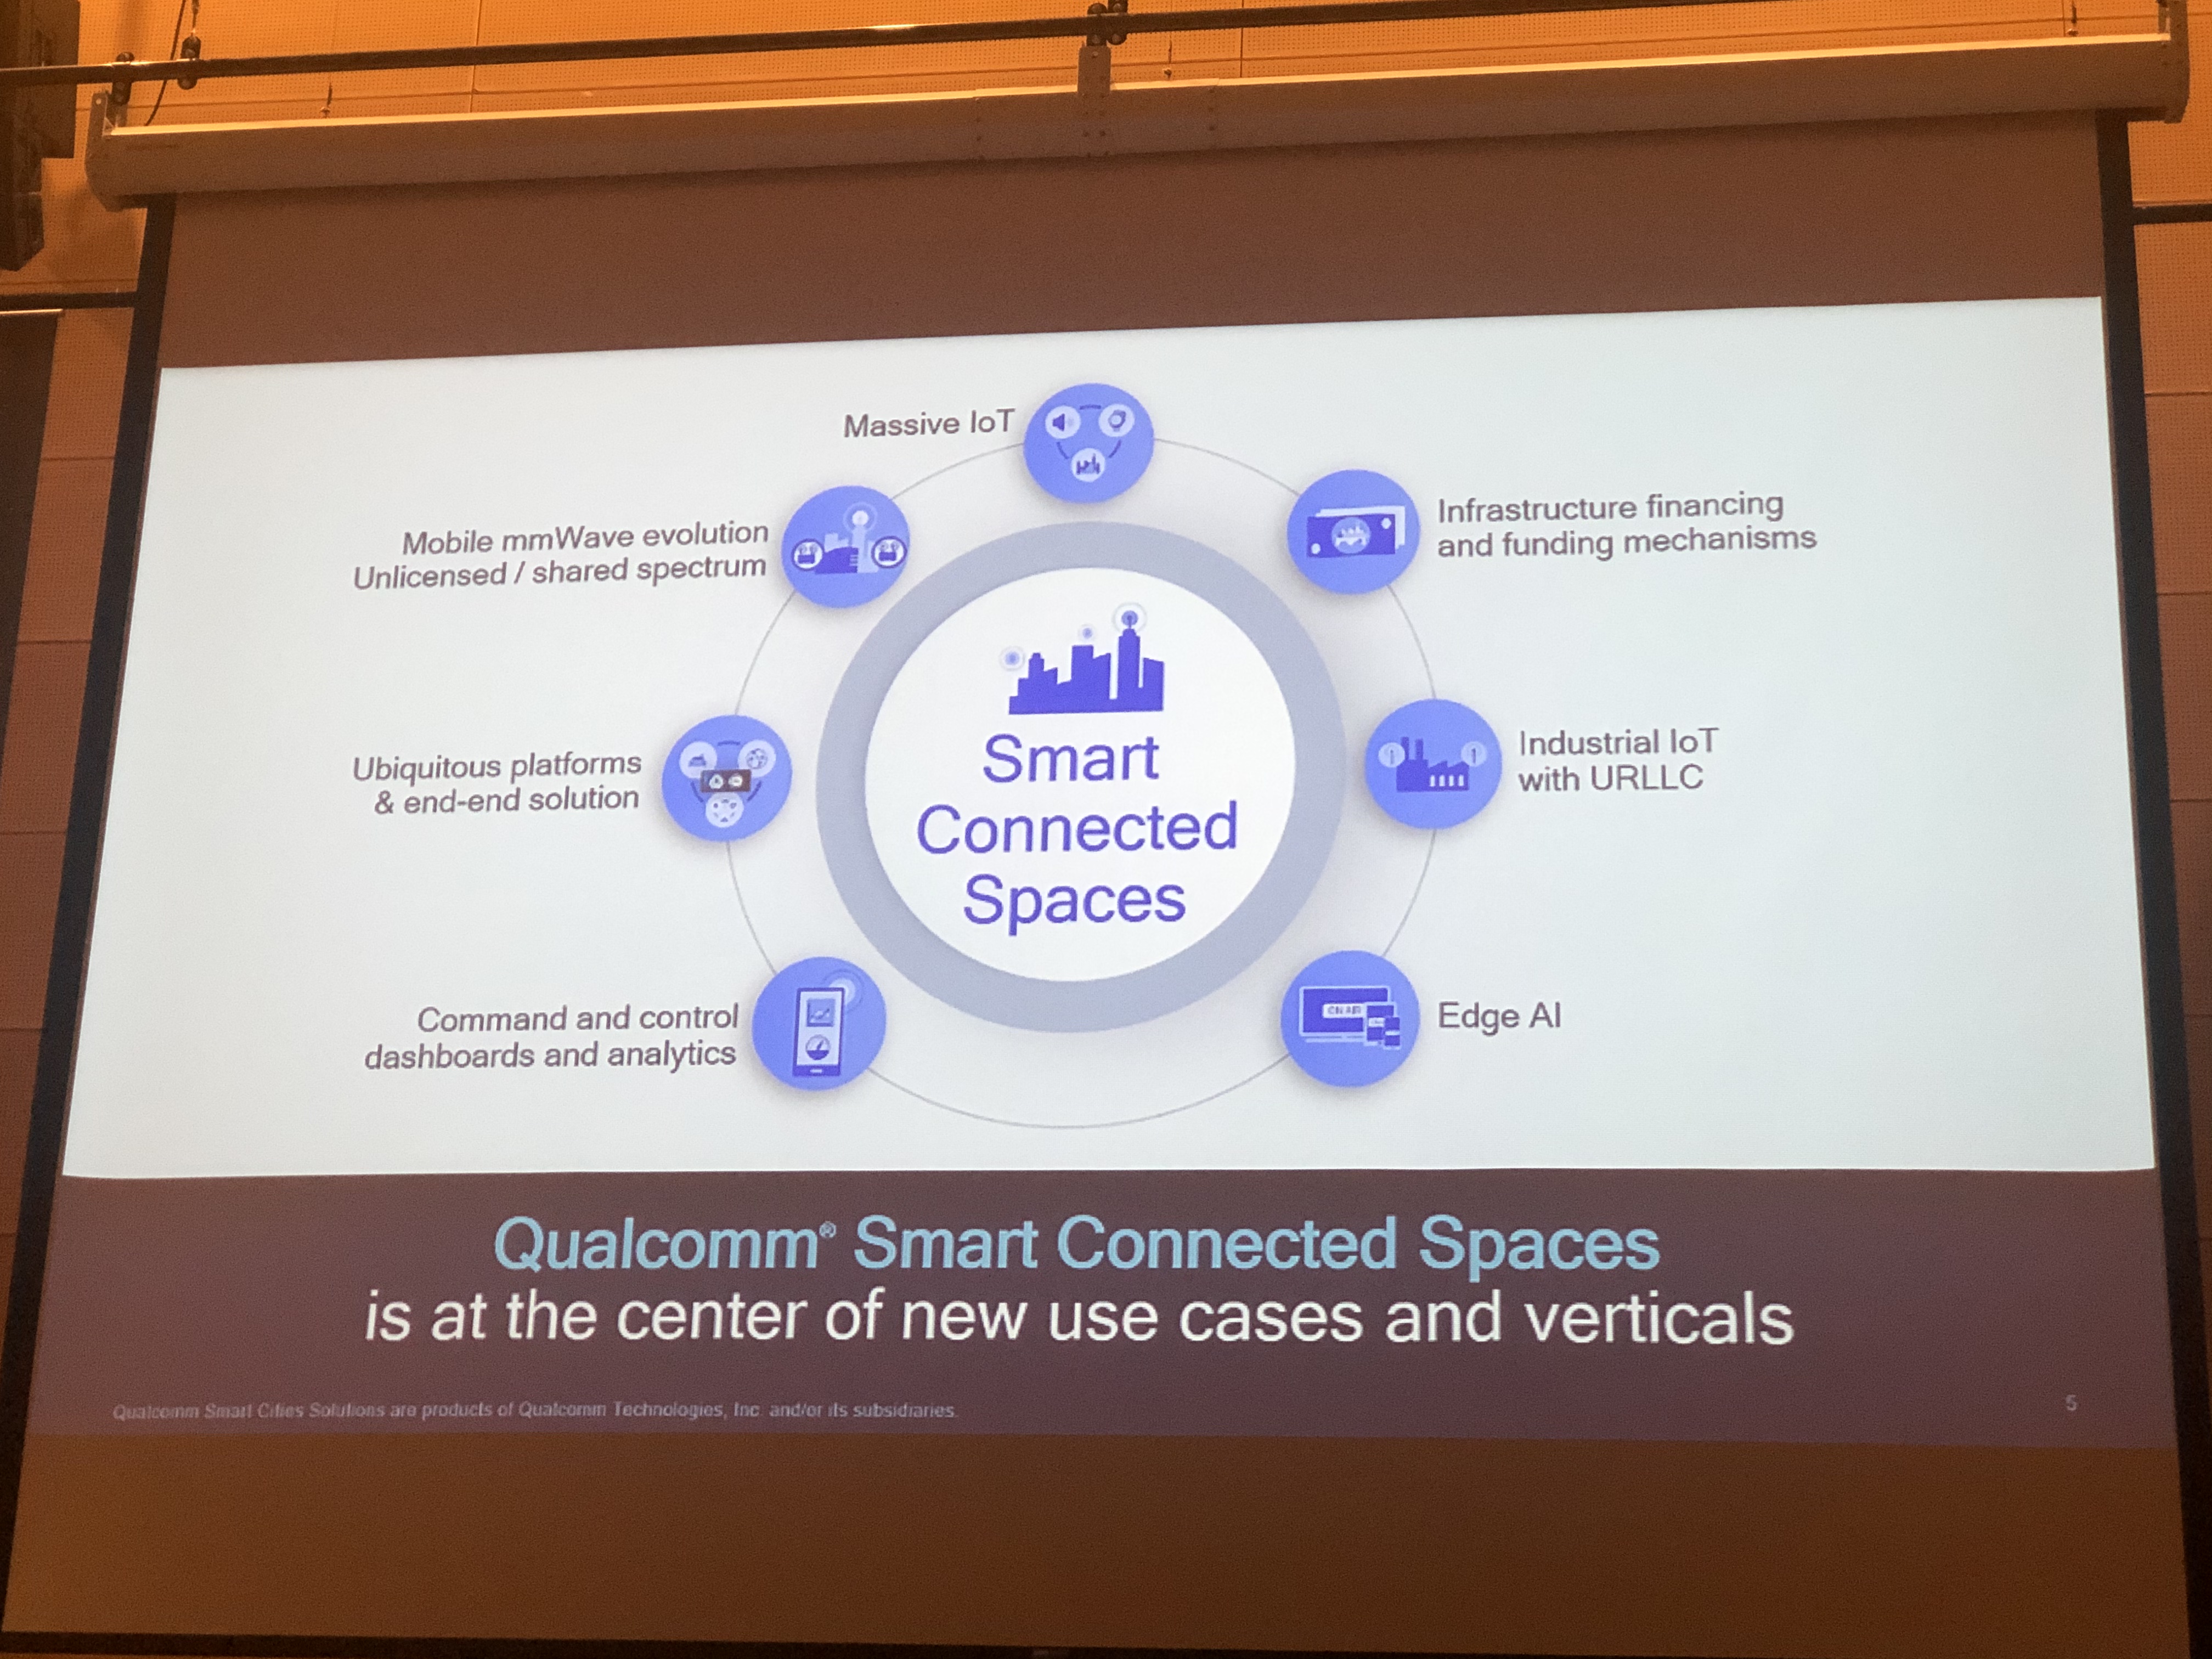 Massive IoT
Infrastructure financing
and funding mechanisms
Mobile mmWave evolution
Unlicensed / shared spectrum
Smart
Connected
Spaces
Industrial IoT
with URLLC
Ubiquitous platforms
& end-end solution
Command and control
dashboards and analytics
ON AIR
Edge AI
Qualcomm® Smart Connected Spaces
is at the center of new use cases and verticals
Qualcomm Smart Cities Solutions are products of Qualcomm Technologies, Inc. and/or its subsidiaries.
5